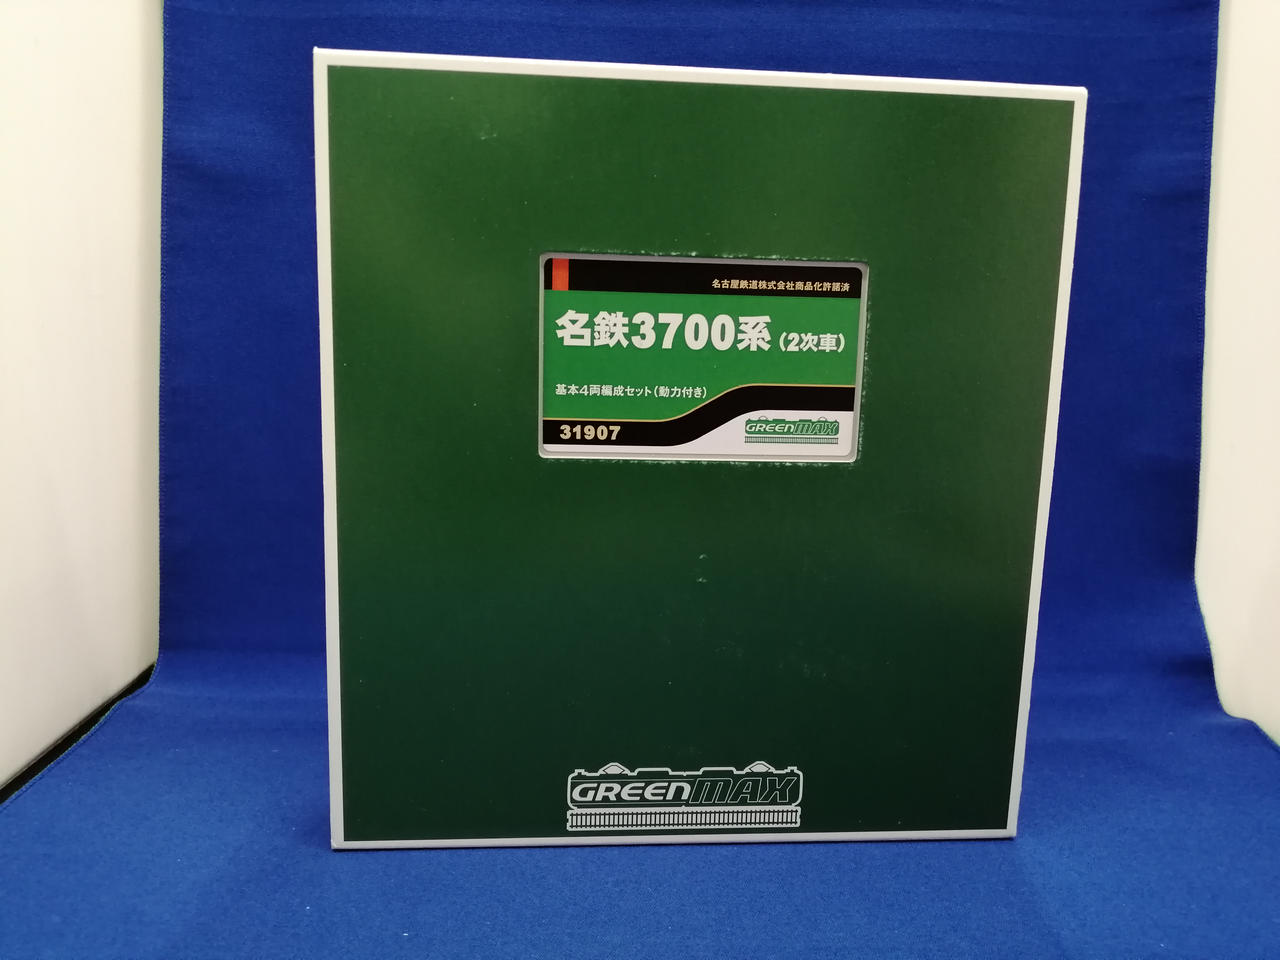 名古屋鉄道株式会社商品化許諾済
名鉄3700系(2次車)
基本4両編成セット(動力付き)
31907
GREENMAX
GREENMAX